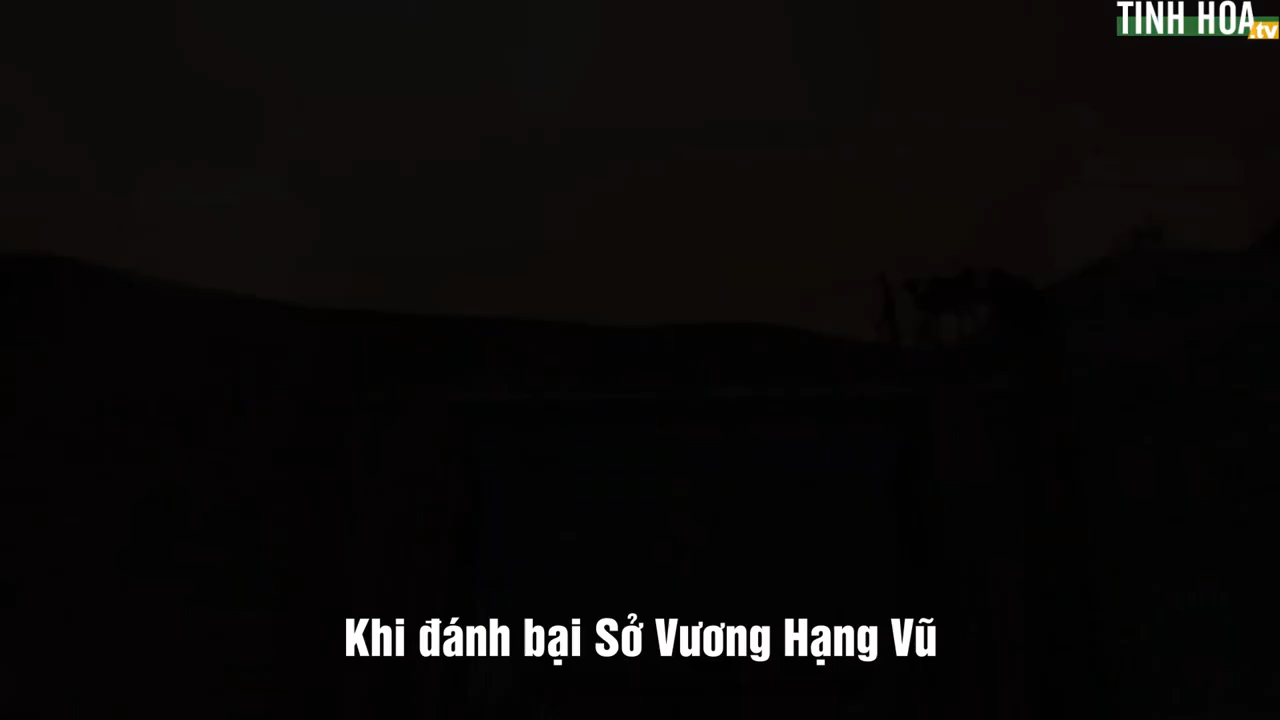 TINH HOA
.tv
Khi đánh bại Sở Vương Hạng Vũ